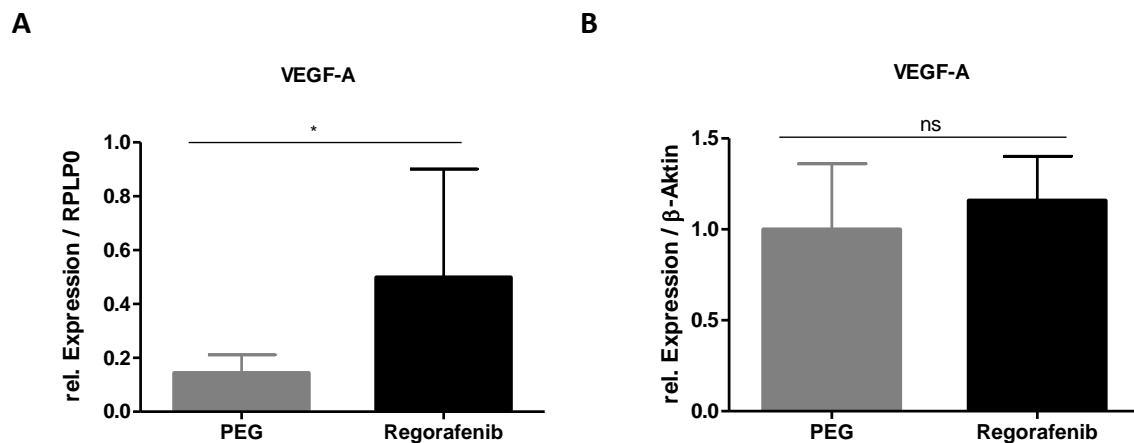 A
VEGF-A
*
rel. Expression / RPLP0
1.0
0.8
0.6
0.4
0.2
0.0
PEG
Regorafenib
B
VEGF-A
ns
rel. Expression / β-Aktin
1.5
1.0
0.5
0.0
PEG
Regorafenib